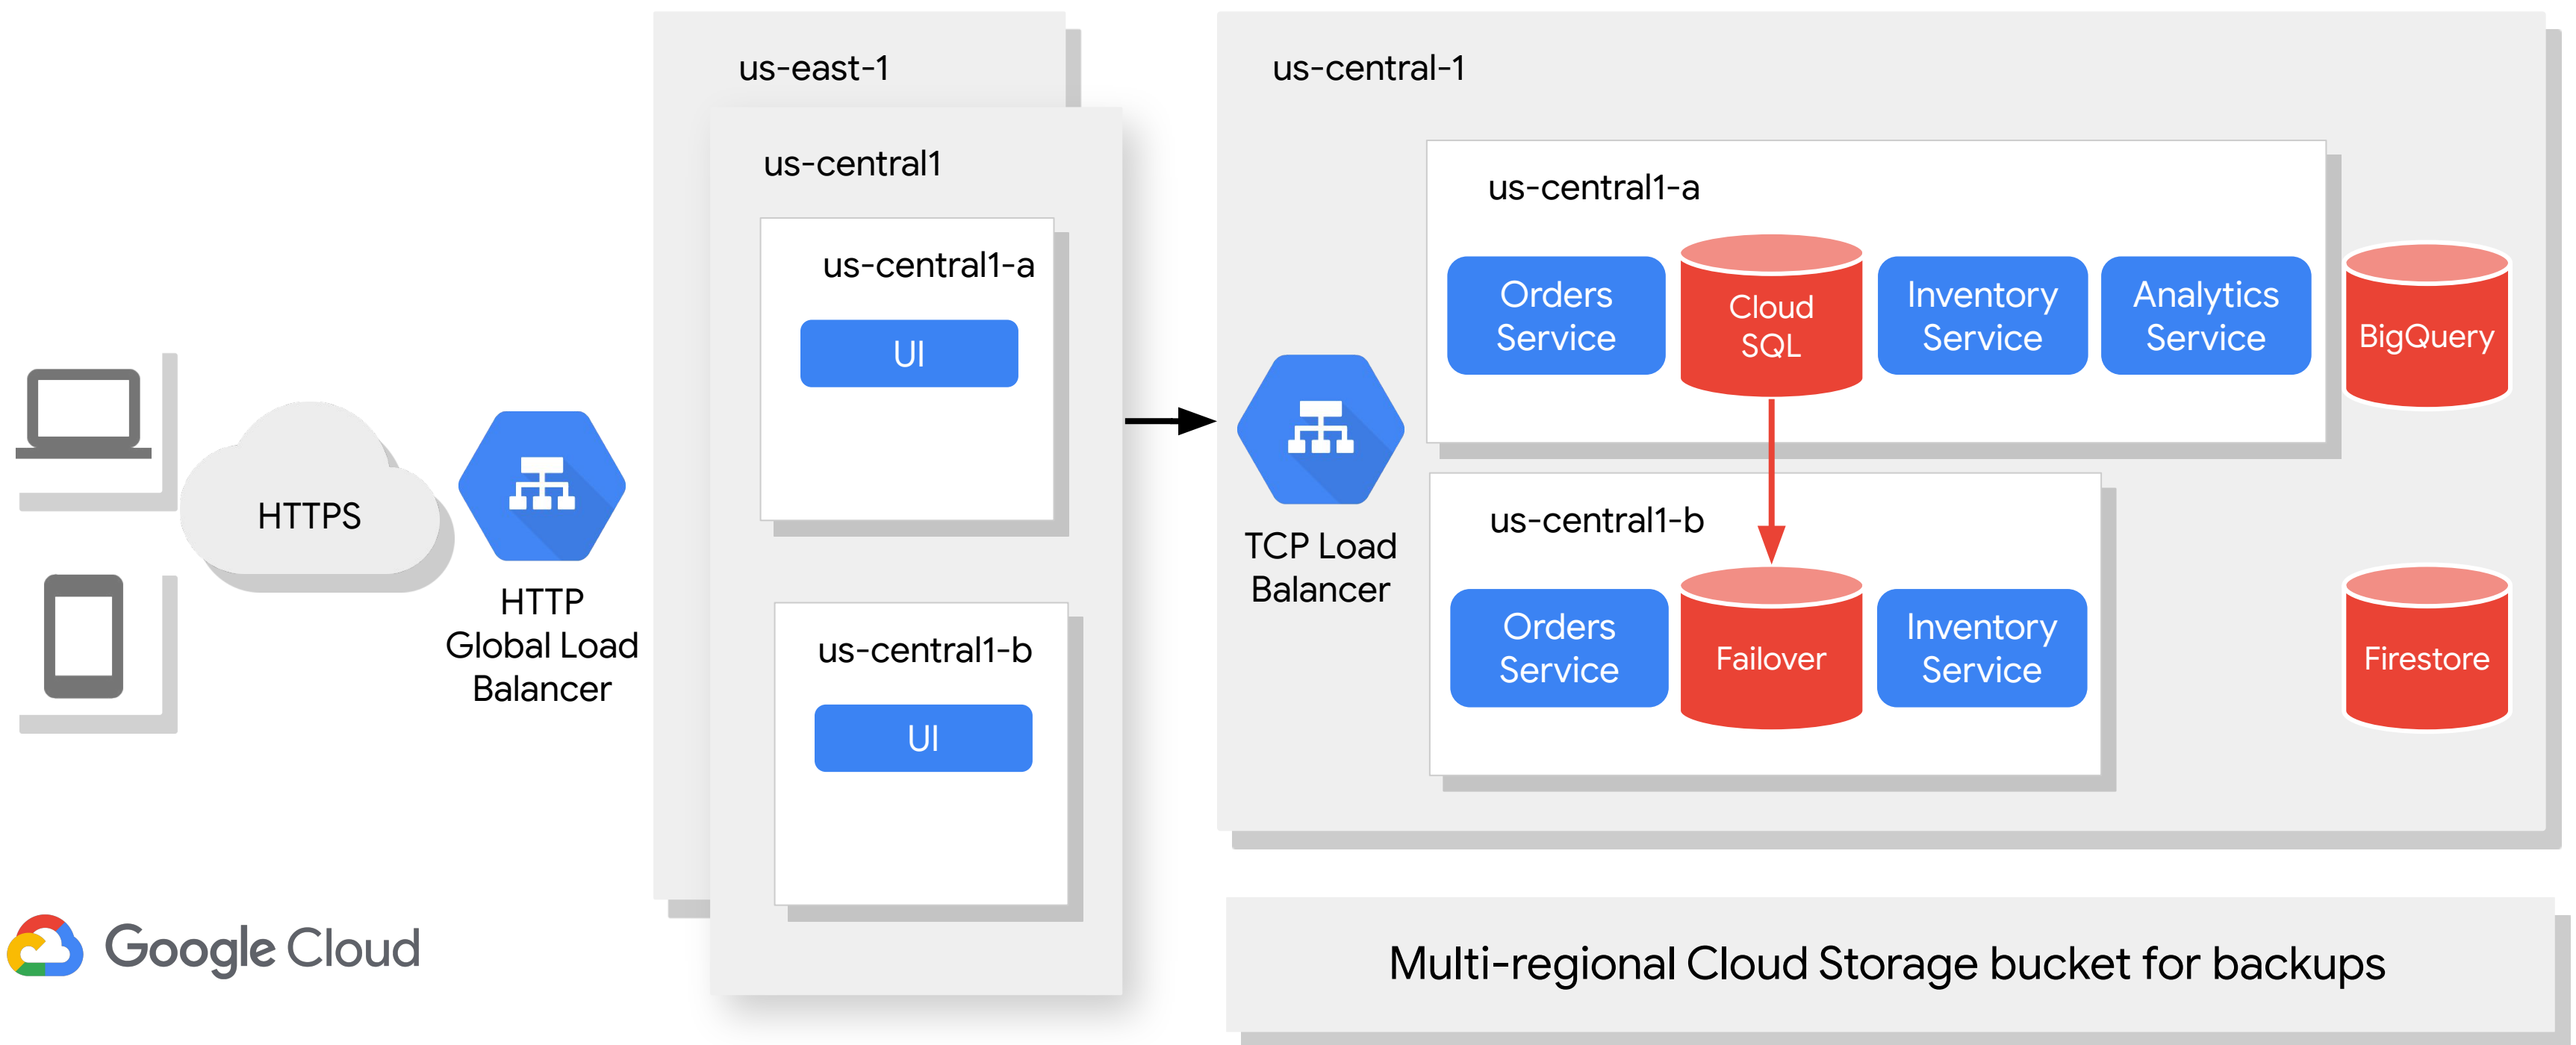 HTTPS
HTTP
Global Load
Balancer
us-east-1
us-central1
us-central1-a
UI
us-central1-b
UI
us-central-1
TCP Load
Balancer
us-central1-a
Orders
Service
Cloud
SQL
Inventory
Service
Analytics
Service
BigQuery
us-central1-b
Orders
Service
Failover
Inventory
Service
Firestore
Google Cloud
Multi-regional Cloud Storage bucket for backups